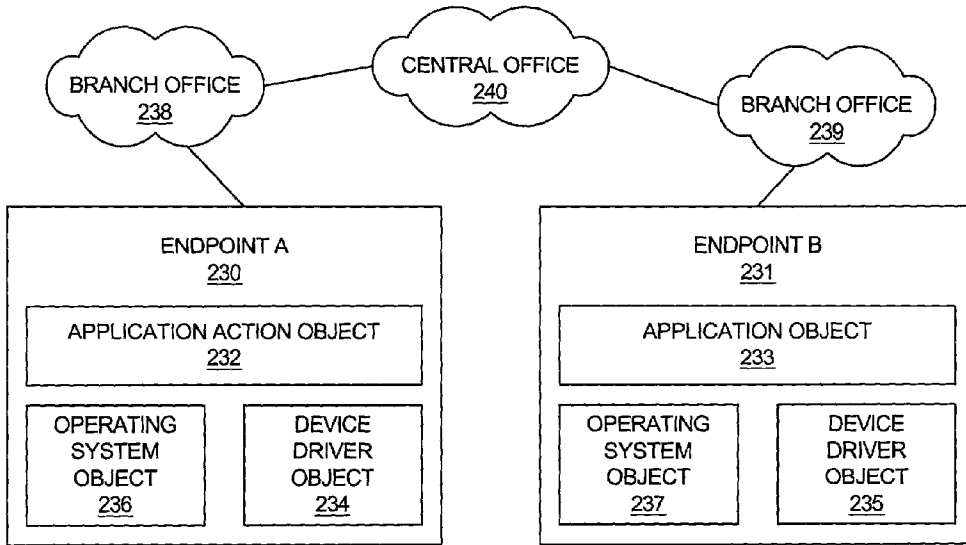 BRANCH OFFICE
238
CENTRAL OFFICE
240
BRANCH OFFICE
239
ENDPOINT A
230
APPLICATION ACTION OBJECT
232
OPERATING
SYSTEM
OBJECT
236
DEVICE
DRIVER
OBJECT
234
ENDPOINT B
231
APPLICATION OBJECT
233
OPERATING
SYSTEM
OBJECT
237
DEVICE
DRIVER
OBJECT
235